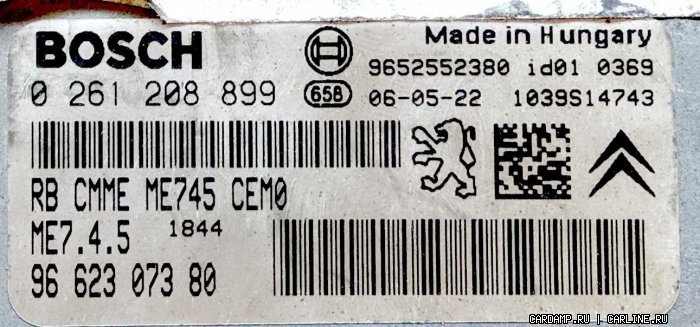 BOSCH
Made in Hungary
9652552380 id01 0369
0 261 208 899
658
06-05-22 1039S14743
RB CMME ME745 CEM0
ME7.4.5 1844
96 623 073 80
CARDAMP.RU | CARLINE.RU